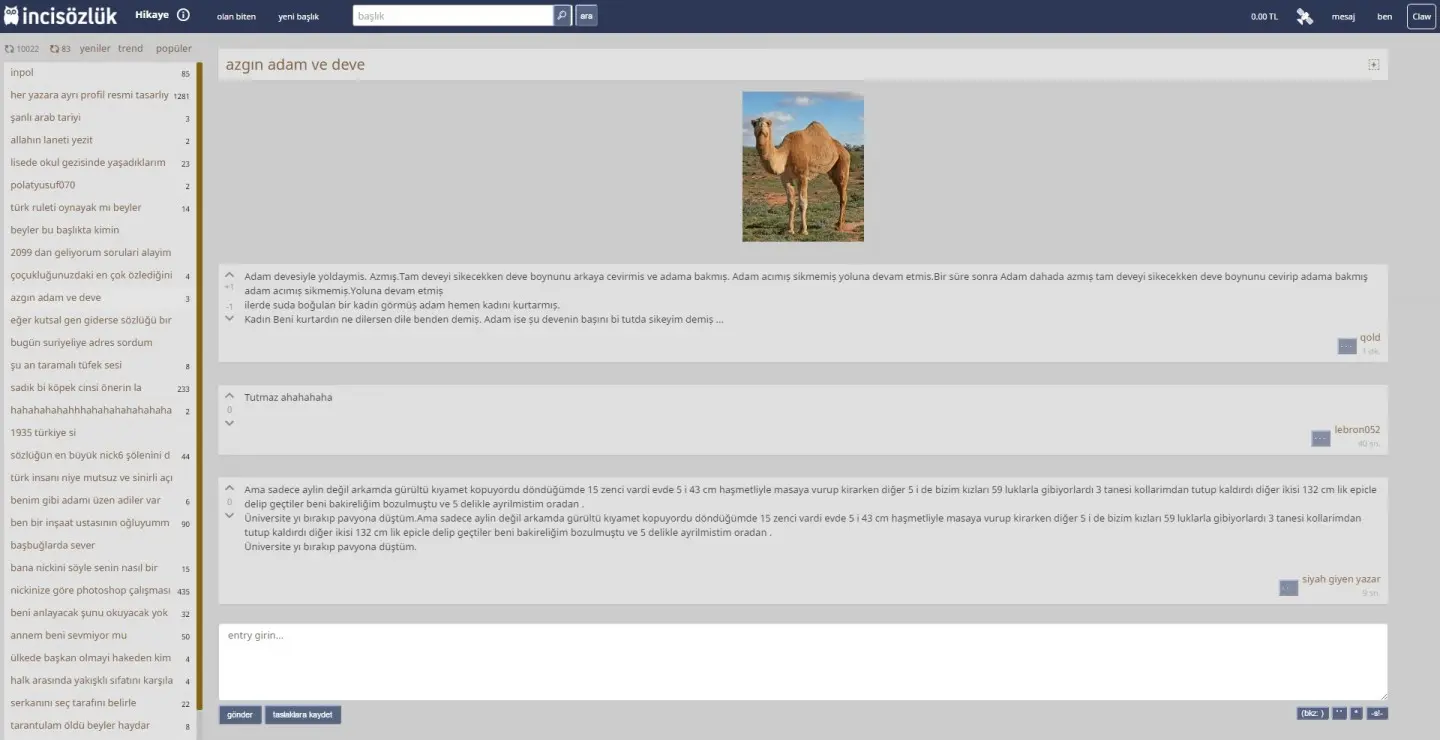 incisözlük
Hikaye
olan biten
yeni başlık
başlık
ara
0.00 TL
mesaj
ben
Claw
10022
83
yeniler
trend
popüler
inpol 85
her yazara ayrı profil resmi tasarlıy 1281
şanlı arab tariyi 3
allahın laneti yezit 2
lisede okul gezisinde yaşadıklarım 23
polatyusuf070 2
türk ruleti oynayak mı beyler 14
beyler bu başlıkta kimin
2099 dan geliyorum sorulari alayim
çoçukluğunuzdaki en çok özlediğini 4
azgın adam ve deve 3
eğer kutsal gen giderse sözlüğü bır
bugün suriyeliye adres sordum
şu an taramalı tüfek sesi 8
sadık bi köpek cinsi önerin la 233
hahahahahahhhahahahahahahaha 2
1935 türkiye si
sözlüğün en büyük nick6 şölenini d 44
türk insanı niye mutsuz ve sinirli açı
benim gibi adamı üzen adiler var 6
ben bir inşaat ustasının oğluyumm 90
başbuğlarda sever
bana nickini söyle senin nasıl bir 15
nickinize göre photoshop çalışması 435
beni anlayacak şunu okuyacak yok 32
annem beni sevmiyor mu 50
ülkede başkan olmayi hakeden kim 4
halk arasında yakışklı sıfatını karşıla 4
serkanını seç tarafını belirle 22
tarantulam öldü beyler haydar 8
azgın adam ve deve
+1
-1
Adam devesiyle yoldaymis. Azmış.Tam deveyi sikecekken deve boynunu arkaya cevirmis ve adama bakmış. Adam acımış sikmemiş yoluna devam etmis.Bir süre sonra Adam dahada azmış tam deveyi sikecekken deve boynunu cevirip adama bakmış
adam acımış sikmemiş.Yoluna devam etmiş
ilerde suda boğulan bir kadın görmüş adam hemen kadını kurtarmış.
Kadın Beni kurtardın ne dilersen dile benden demiş. Adam ise şu devenin başını bi tutda sikeyim demiş ...
qold
1 dk.
0
Tutmaz ahahahaha
lebron052
40 sn.
0
Ama sadece aylin değil arkamda gürültü kıyamet kopuyordu döndüğümde 15 zenci vardi evde 5 i 43 cm haşmetliyle masaya vurup kirarken diğer 5 i de bizim kızları 59 luklarla gibiyorlardı 3 tanesi kollarimdan tutup kaldırdı diğer ikisi 132 cm lik epicle
delip geçtiler beni bakireliğim bozulmuştu ve 5 delikle ayrilmistim oradan .
Üniversite yı bırakıp pavyona düştüm.Ama sadece aylin değil arkamda gürültü kıyamet kopuyordu döndüğümde 15 zenci vardi evde 5 i 43 cm haşmetliyle masaya vurup kirarken diğer 5 i de bizim kızları 59 luklarla gibiyorlardı 3 tanesi kollarimdan
tutup kaldırdı diğer ikisi 132 cm lik epicle delip geçtiler beni bakireliğim bozulmuştu ve 5 delikle ayrilmistim oradan .
Üniversite yı bırakıp pavyona düştüm.
siyah giyen yazar
9 sn.
entry girin...
gönder
taslaklara kaydet
(bkz: )
' '
*
-s!-